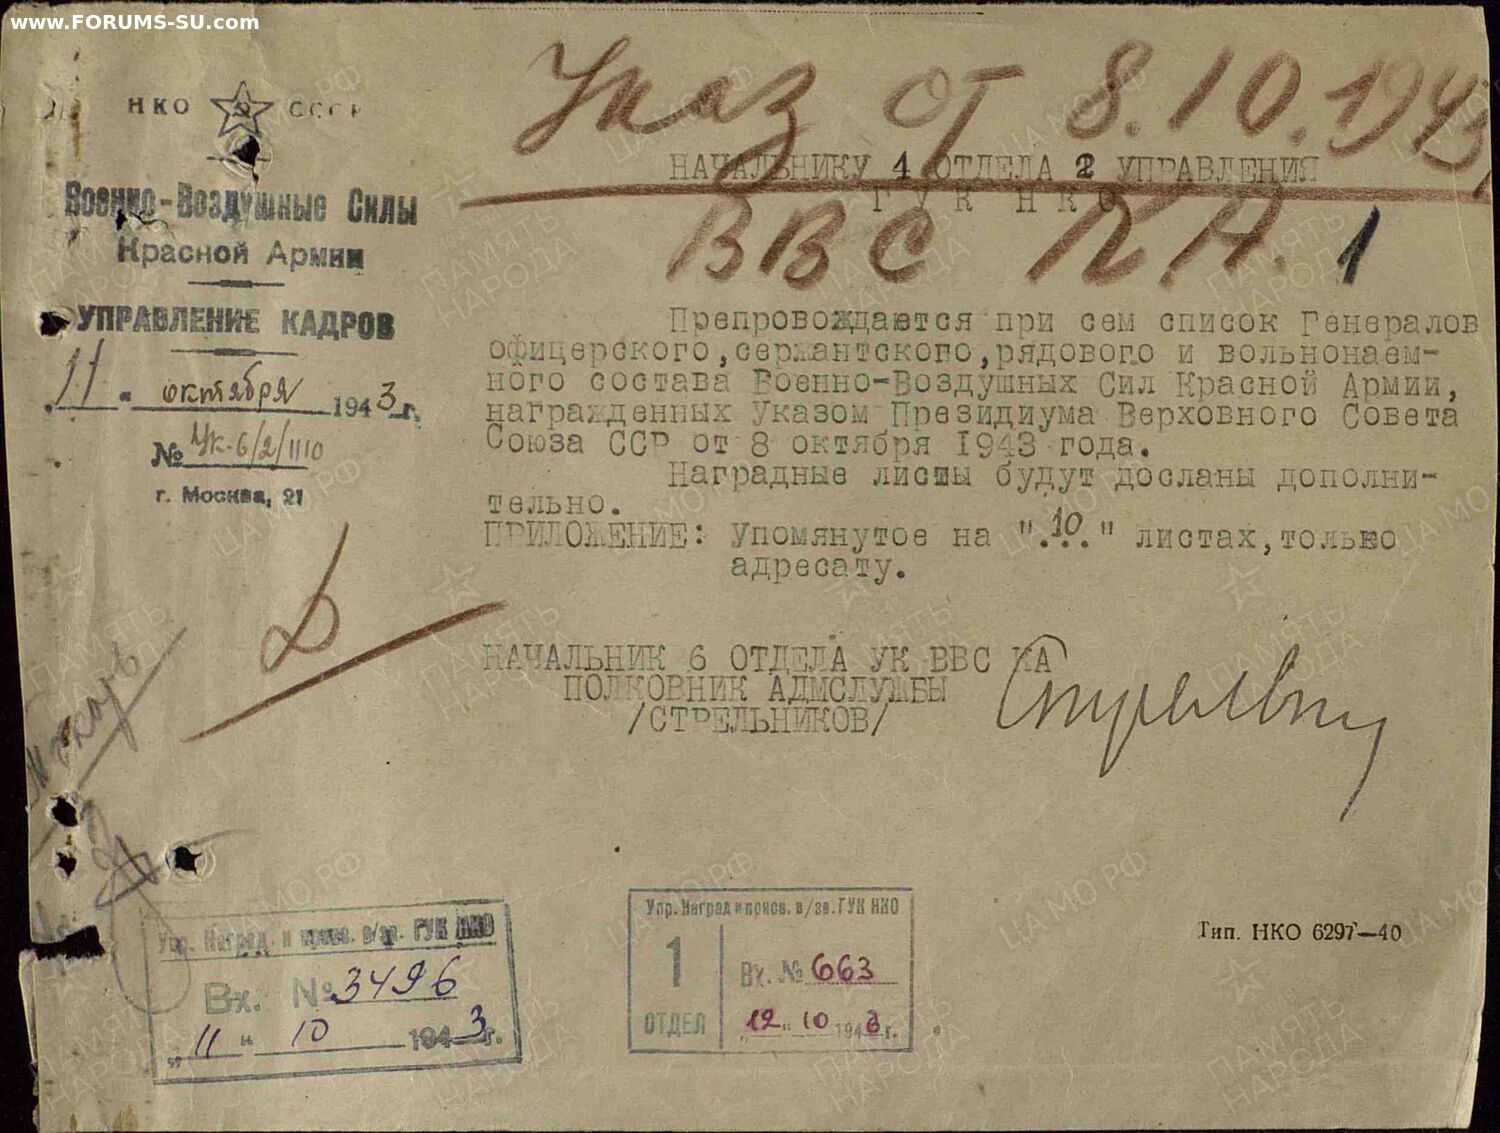 www.FORUMS-SU.com
НКО СССР
Военно-Воздушные Силы
Красной Армии
УПРАВЛЕНИЕ КАДРОВ
11 " октября 1943 г.
№ Ук-6/2/1110
г. Москва, 21
Указ от 8.10.1943
НАЧАЛЬНИКУ 1 ОТДЕЛА 2 УПРАВЛЕНИЯ
ГУК НКО
ВВС КА. 1
Препровождается при сем список Генералов
офицерского, сержантского, рядового и вольнонаем-
ного состава Военно-Воздушных Сил Красной Армии,
награжденных Указом Президиума Верховного Совета
Союза ССР от 8 октября 1943 года.
Наградные листы будут досланы дополни-
тельно.
ПРИЛОЖЕНИЕ: Упомянутое на "10" листах, только
адресату.
НАЧАЛЬНИК 6 ОТДЕЛА УК ВВС КА
ПОЛКОВНИК АДМСЛУЖБЫ
/СТРЕЛЬНИКОВ/
Упр. Наград и присв. в/зв. ГУК НКО
Вх. № 3496
"11" 10 1943 г.
Упр. Наград и присв. в/зв. ГУК НКО
1
ОТДЕЛ
Вх. № 663
"12" 10 1943 г.
Тип. НКО 6297—40
ПАМЯТЬ НАРОДА
ЦА МО РФ